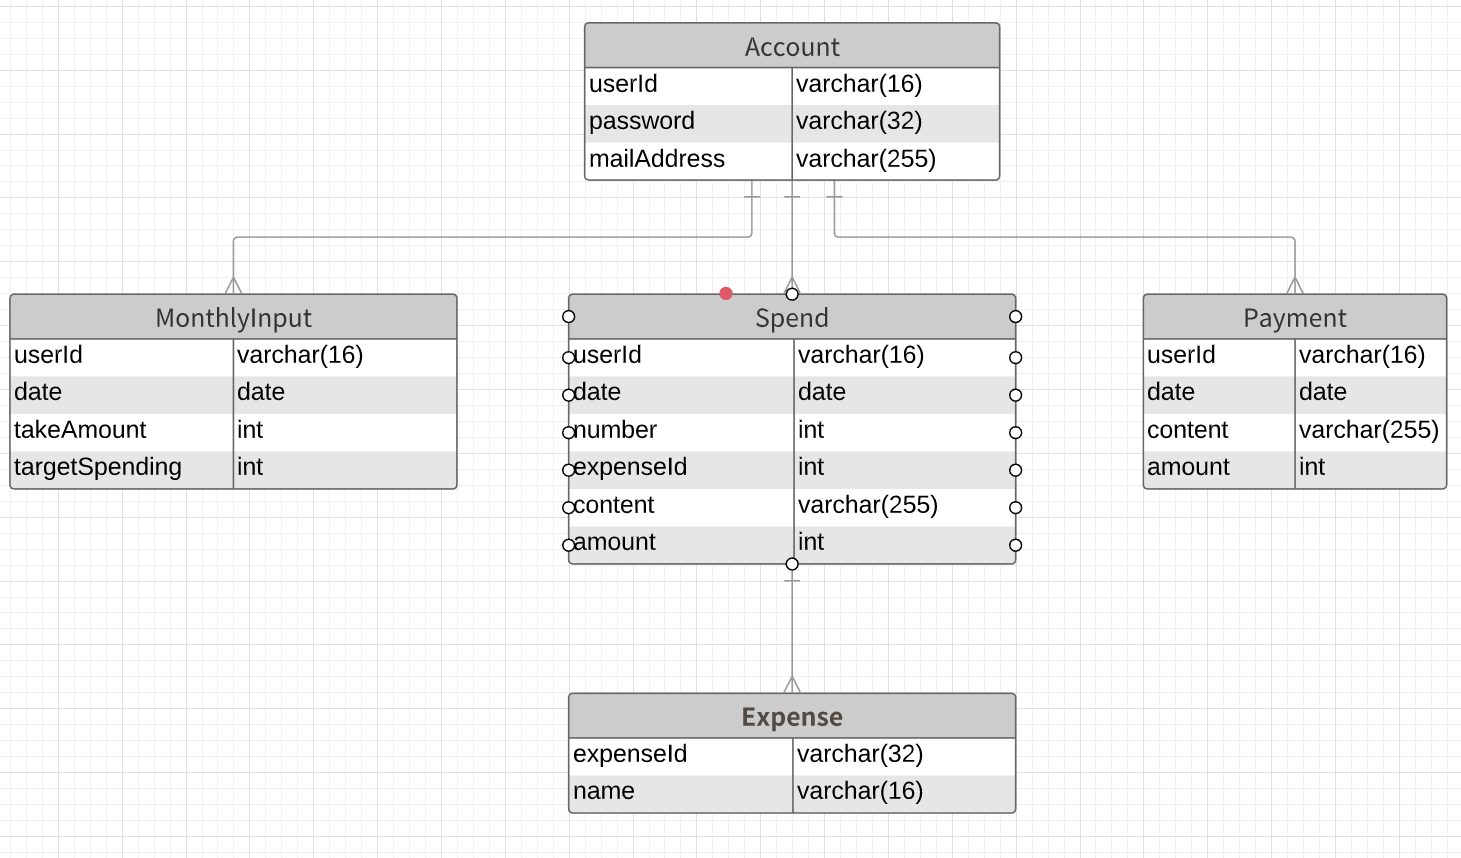 Account
userId varchar(16)
password varchar(32)
mailAddress varchar(255)
MonthlyInput
userId varchar(16)
date date
takeAmount int
targetSpending int
Spend
userId varchar(16)
date date
number int
expenseId int
content varchar(255)
amount int
Payment
userId varchar(16)
date date
content varchar(255)
amount int
Expense
expenseId varchar(32)
name varchar(16)